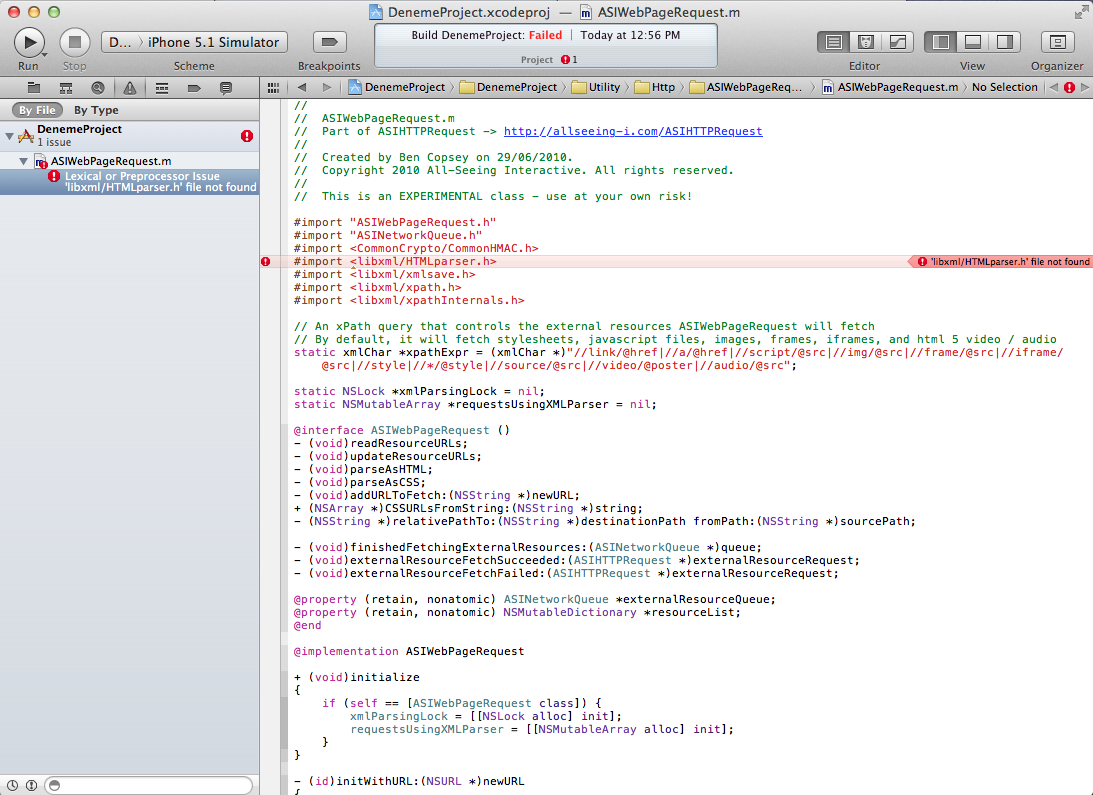 DenemeProject.xcodeproj — ASIWebPageRequest.m
Run
Stop
D... iPhone 5.1 Simulator
Scheme
Breakpoints
Build DenemeProject: Failed | Today at 12:56 PM
Project 1
Editor
View
Organizer
DenemeProject DenemeProject Utility Http ASIWebPageReq... ASIWebPageRequest.m No Selection
By File By Type
DenemeProject
1 issue
ASIWebPageRequest.m
Lexical or Preprocessor Issue
'libxml/HTMLparser.h' file not found
//
// ASIWebPageRequest.m
// Part of ASIHTTPRequest -> http://allseeing-i.com/ASIHTTPRequest
//
// Created by Ben Copsey on 29/06/2010.
// Copyright 2010 All-Seeing Interactive. All rights reserved.
//
// This is an EXPERIMENTAL class - use at your own risk!
#import "ASIWebPageRequest.h"
#import "ASINetworkQueue.h"
#import <CommonCrypto/CommonHMAC.h>
#import <libxml/HTMLparser.h> 'libxml/HTMLparser.h' file not found
#import <libxml/xmlsave.h>
#import <libxml/xpath.h>
#import <libxml/xpathInternals.h>
// An xPath query that controls the external resources ASIWebPageRequest will fetch
// By default, it will fetch stylesheets, javascript files, images, frames, iframes, and html 5 video / audio
static xmlChar *xpathExpr = (xmlChar *)"//link/@href|//a/@href|//script/@src|//img/@src|//frame/@src|//iframe/
@src|//style|//*/@style|//source/@src|//video/@poster|//audio/@src";
static NSLock *xmlParsingLock = nil;
static NSMutableArray *requestsUsingXMLParser = nil;
@interface ASIWebPageRequest ()
- (void)readResourceURLs;
- (void)updateResourceURLs;
- (void)parseAsHTML;
- (void)parseAsCSS;
- (void)addURLToFetch:(NSString *)newURL;
+ (NSArray *)CSSURLsFromString:(NSString *)string;
- (NSString *)relativePathTo:(NSString *)destinationPath fromPath:(NSString *)sourcePath;
- (void)finishedFetchingExternalResources:(ASINetworkQueue *)queue;
- (void)externalResourceFetchSucceeded:(ASIHTTPRequest *)externalResourceRequest;
- (void)externalResourceFetchFailed:(ASIHTTPRequest *)externalResourceRequest;
@property (retain, nonatomic) ASINetworkQueue *externalResourceQueue;
@property (retain, nonatomic) NSMutableDictionary *resourceList;
@end
@implementation ASIWebPageRequest
+ (void)initialize
{
if (self == [ASIWebPageRequest class]) {
xmlParsingLock = [[NSLock alloc] init];
requestsUsingXMLParser = [[NSMutableArray alloc] init];
}
}
- (id)initWithURL:(NSURL *)newURL
{